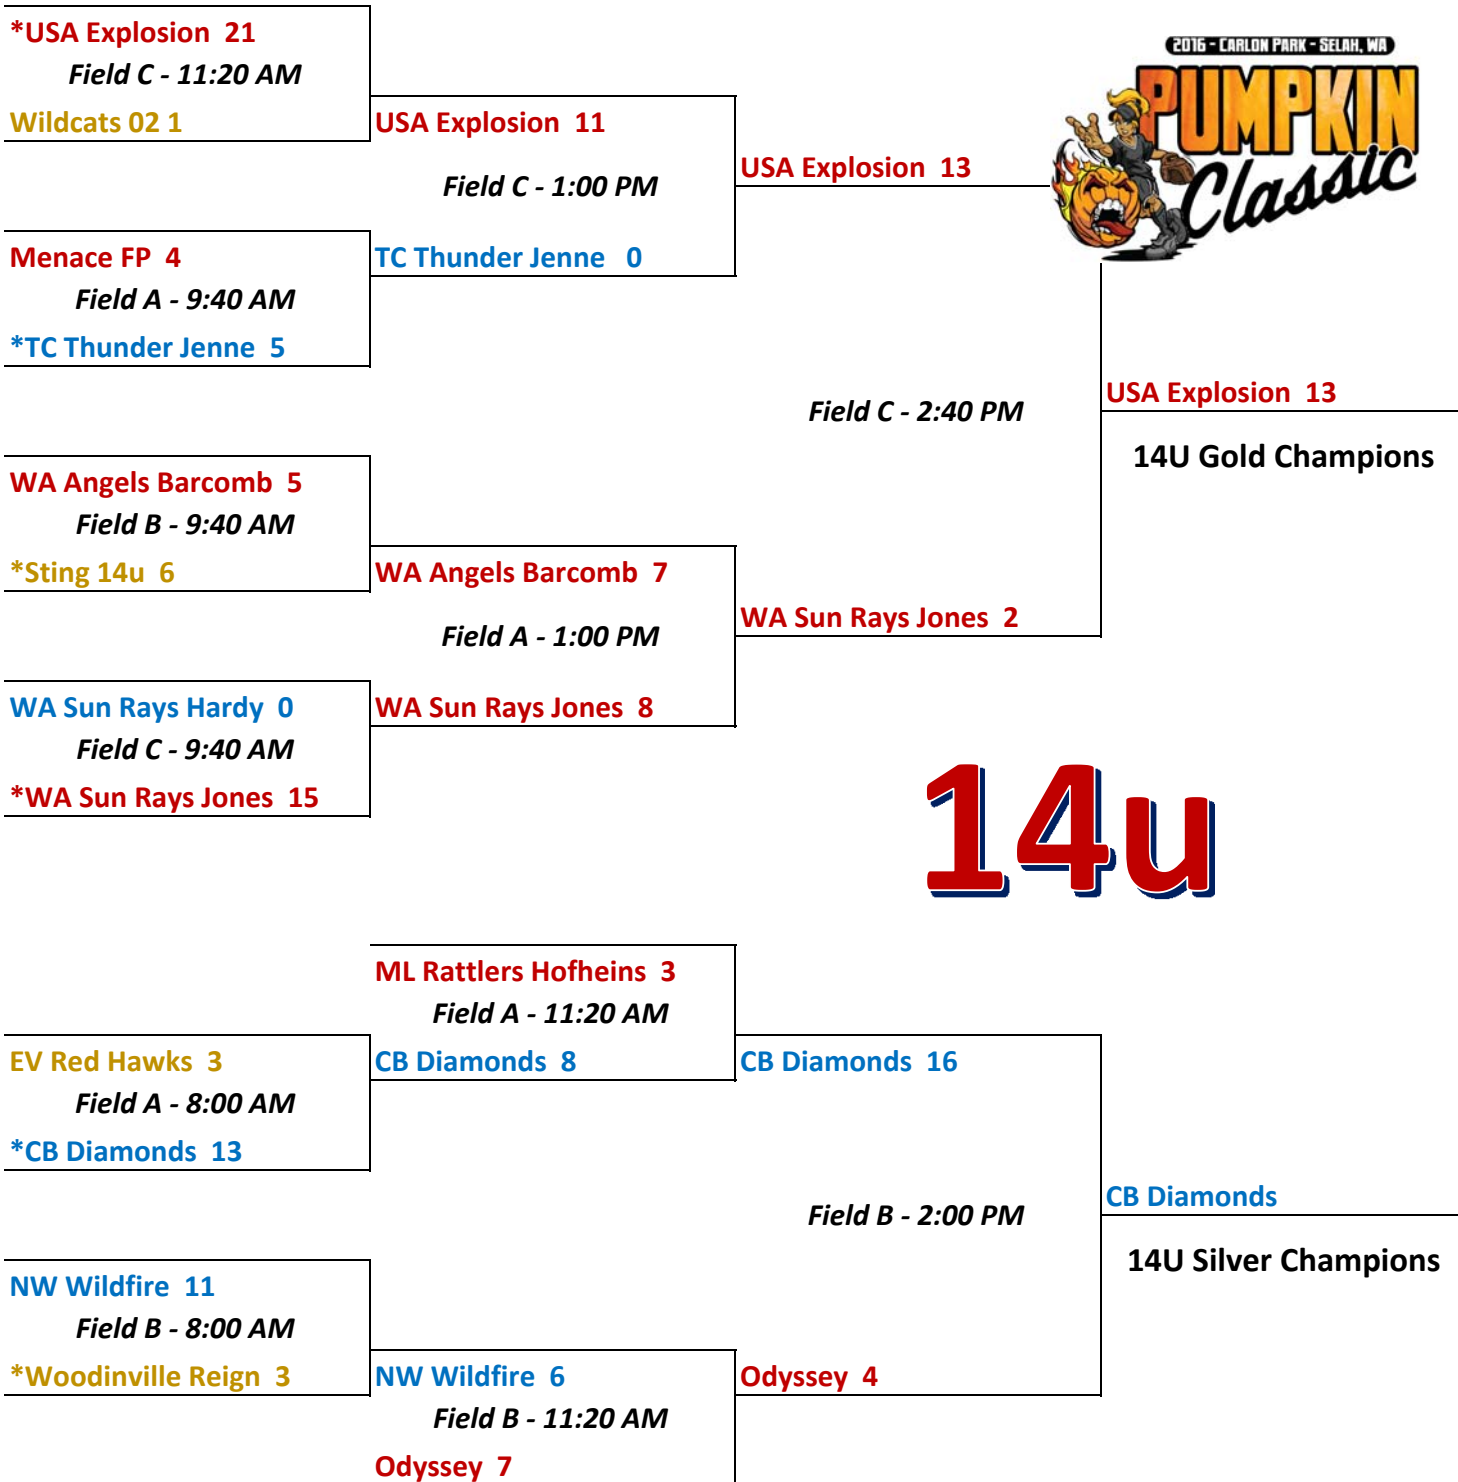 *USA Explosion 21
Field C - 11:20 AM
Wildcats 02 1
USA Explosion 11
Field C - 1:00 PM
USA Explosion 13
2016 - CARLON PARK - SELAH, WA
PUMPKIN
Classic
Menace FP 4
Field A - 9:40 AM
*TC Thunder Jenne 5
TC Thunder Jenne 0
Field C - 2:40 PM
USA Explosion 13
14U Gold Champions
WA Angels Barcomb 5
Field B - 9:40 AM
*Sting 14u 6
WA Angels Barcomb 7
Field A - 1:00 PM
WA Sun Rays Jones 2
WA Sun Rays Hardy 0
Field C - 9:40 AM
*WA Sun Rays Jones 15
WA Sun Rays Jones 8
14u
ML Rattlers Hofheins 3
Field A - 11:20 AM
CB Diamonds 8
CB Diamonds 16
EV Red Hawks 3
Field A - 8:00 AM
*CB Diamonds 13
Field B - 2:00 PM
CB Diamonds
14U Silver Champions
NW Wildfire 11
Field B - 8:00 AM
*Woodinville Reign 3
NW Wildfire 6
Field B - 11:20 AM
Odyssey 7
Odyssey 4